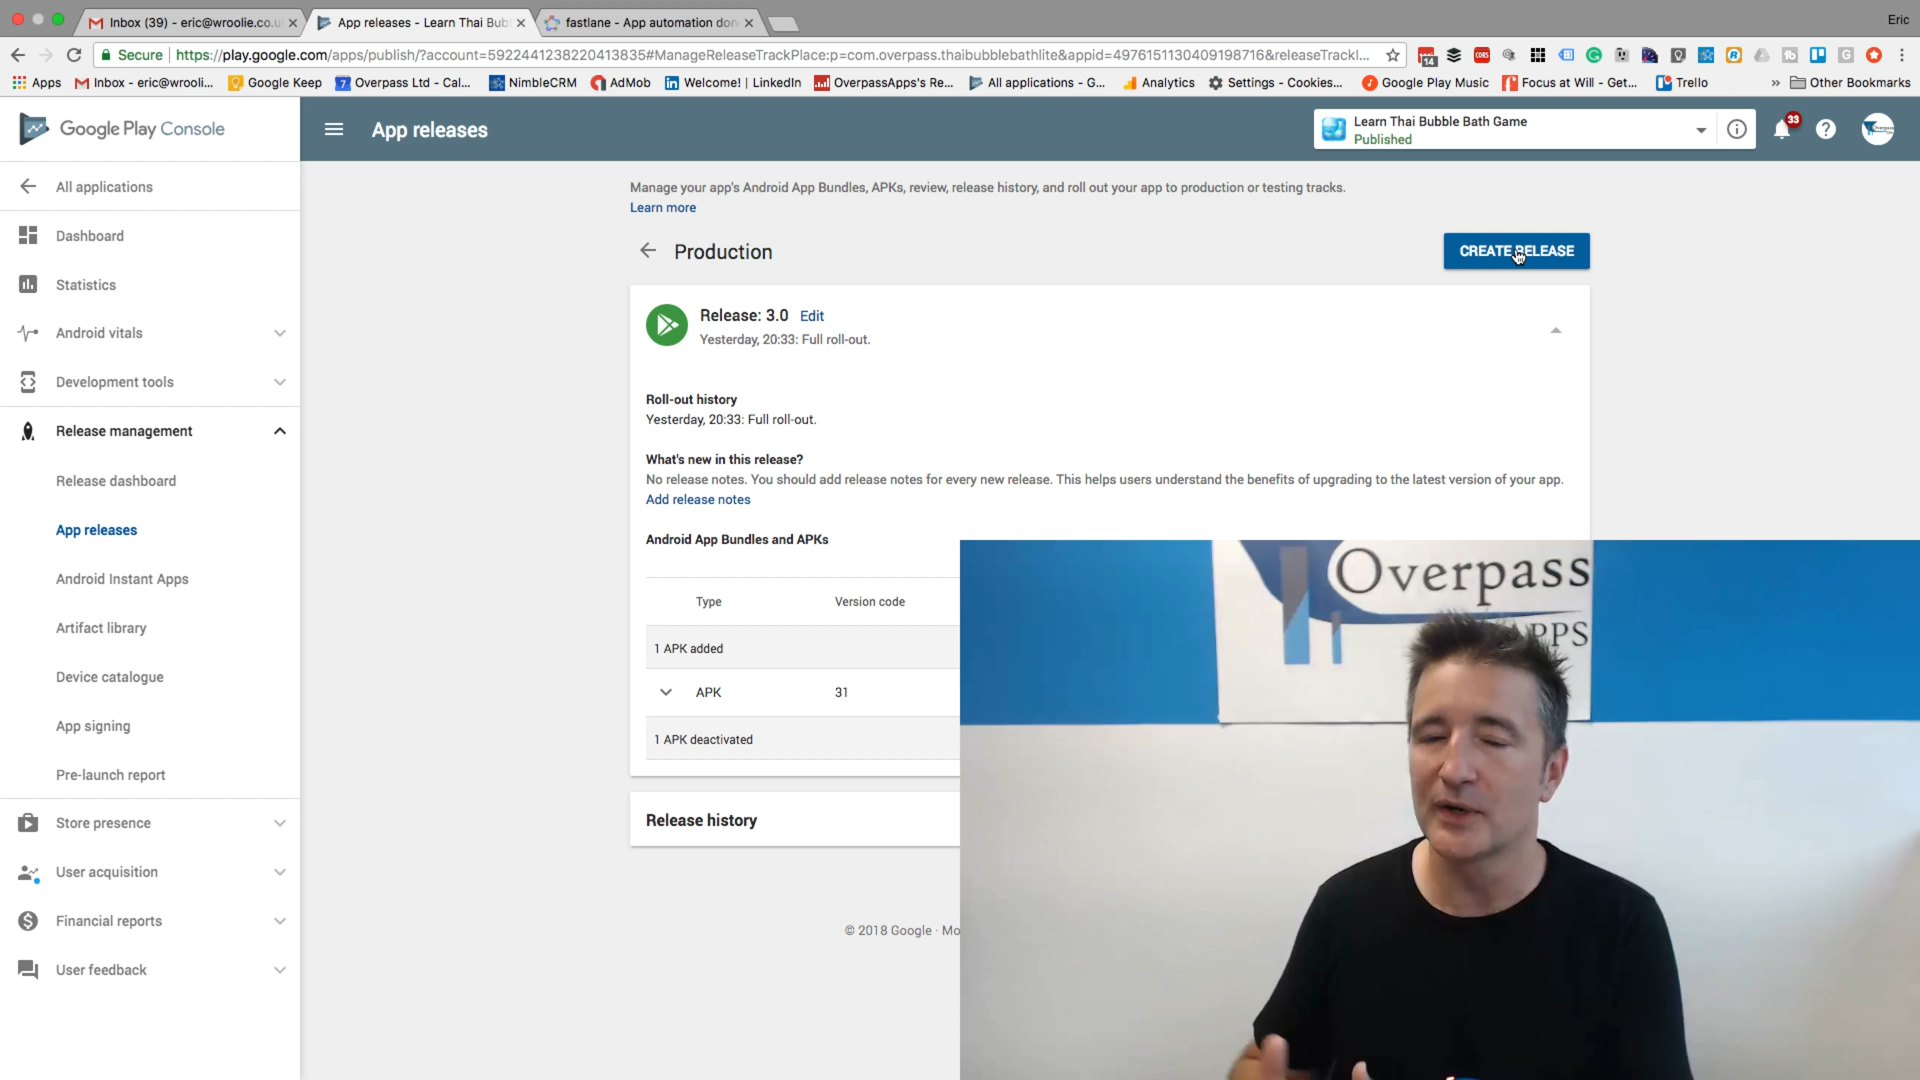 Inbox (39) - eric@wroolie.co.u
App releases - Learn Thai Bub
fastlane - App automation don
Eric
Secure
https://play.google.com/apps/publish/?account=5922441238220413835#ManageReleaseTrackPlace:p=com.overpass.thaibubblebathlite&appid=4976151130409198716&releaseTrackI...
14
Apps
Inbox - eric@wrooli...
Google Keep
Overpass Ltd - Cal...
NimbleCRM
AdMob
Welcome! | LinkedIn
OverpassApps's Re...
All applications - G...
Analytics
Settings - Cookies...
Google Play Music
Focus at Will - Get...
Trello
»
Other Bookmarks
Google Play Console
App releases
Learn Thai Bubble Bath Game
Published
33
All applications
Dashboard
Statistics
Android vitals
Development tools
Release management
Release dashboard
App releases
Android Instant Apps
Artifact library
Device catalogue
App signing
Pre-launch report
Store presence
User acquisition
Financial reports
User feedback
Manage your app's Android App Bundles, APKs, review, release history, and roll out your app to production or testing tracks.
Learn more
Production
CREATE RELEASE
Release: 3.0 Edit
Yesterday, 20:33: Full roll-out.
Roll-out history
Yesterday, 20:33: Full roll-out.
What's new in this release?
No release notes. You should add release notes for every new release. This helps users understand the benefits of upgrading to the latest version of your app.
Add release notes
Android App Bundles and APKs
Type Version code
1 APK added
APK 31
1 APK deactivated
Release history
© 2018 Google · Mo
Overpass
PPS